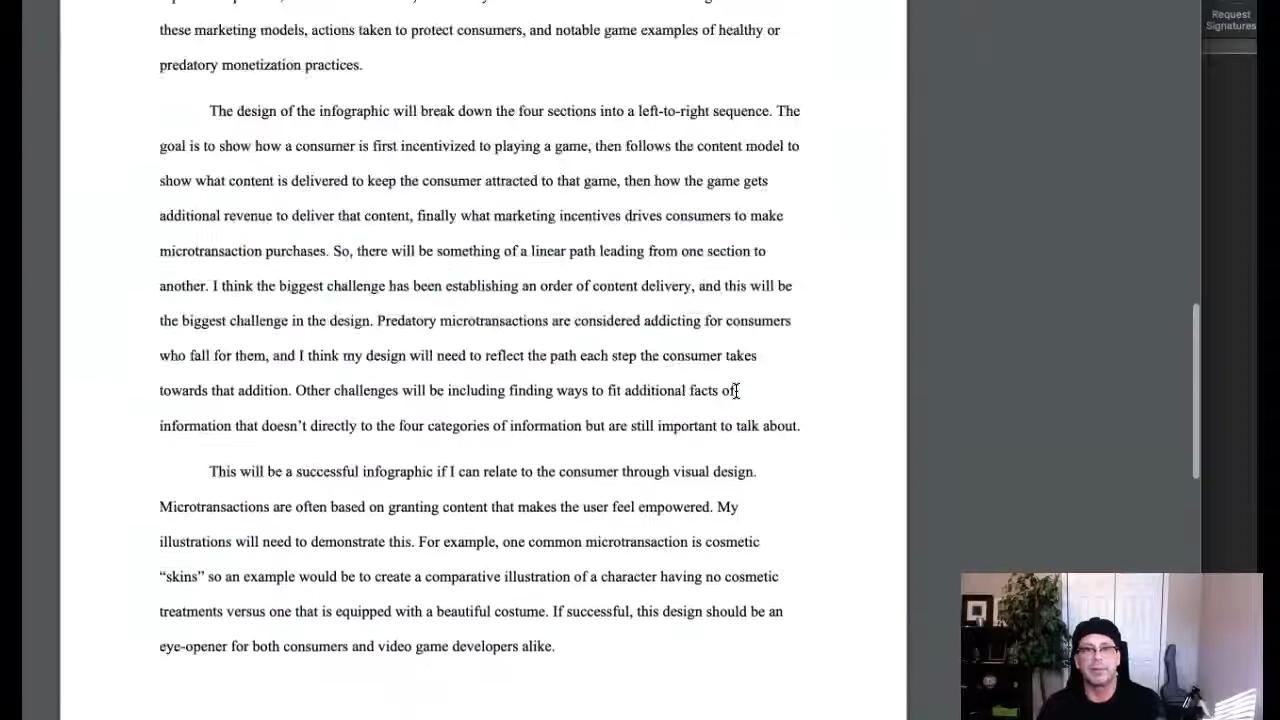 these marketing models, actions taken to protect consumers, and notable game examples of healthy or
predatory monetization practices.
The design of the infographic will break down the four sections into a left-to-right sequence. The
goal is to show how a consumer is first incentivized to playing a game, then follows the content model to
show what content is delivered to keep the consumer attracted to that game, then how the game gets
additional revenue to deliver that content, finally what marketing incentives drives consumers to make
microtransaction purchases. So, there will be something of a linear path leading from one section to
another. I think the biggest challenge has been establishing an order of content delivery, and this will be
the biggest challenge in the design. Predatory microtransactions are considered addicting for consumers
who fall for them, and I think my design will need to reflect the path each step the consumer takes
towards that addition. Other challenges will be including finding ways to fit additional facts of
information that doesn’t directly to the four categories of information but are still important to talk about.
This will be a successful infographic if I can relate to the consumer through visual design.
Microtransactions are often based on granting content that makes the user feel empowered. My
illustrations will need to demonstrate this. For example, one common microtransaction is cosmetic
“skins” so an example would be to create a comparative illustration of a character having no cosmetic
treatments versus one that is equipped with a beautiful costume. If successful, this design should be an
eye-opener for both consumers and video game developers alike.
Request
Signatures